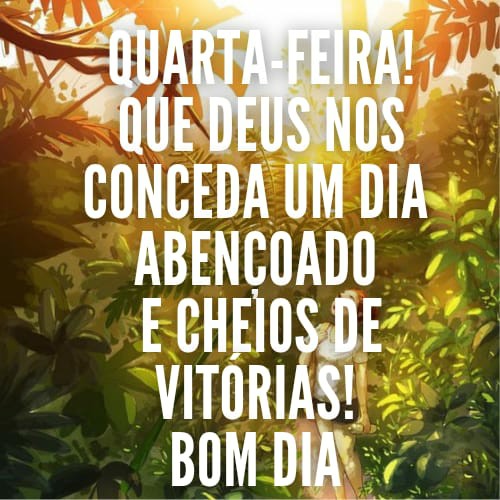 QUARTA-FEIRA!
QUE DEUS NOS
CONCEDA UM DIA
ABENÇOADO
E CHEIOS DE
VITÓRIAS!
BOM DIA